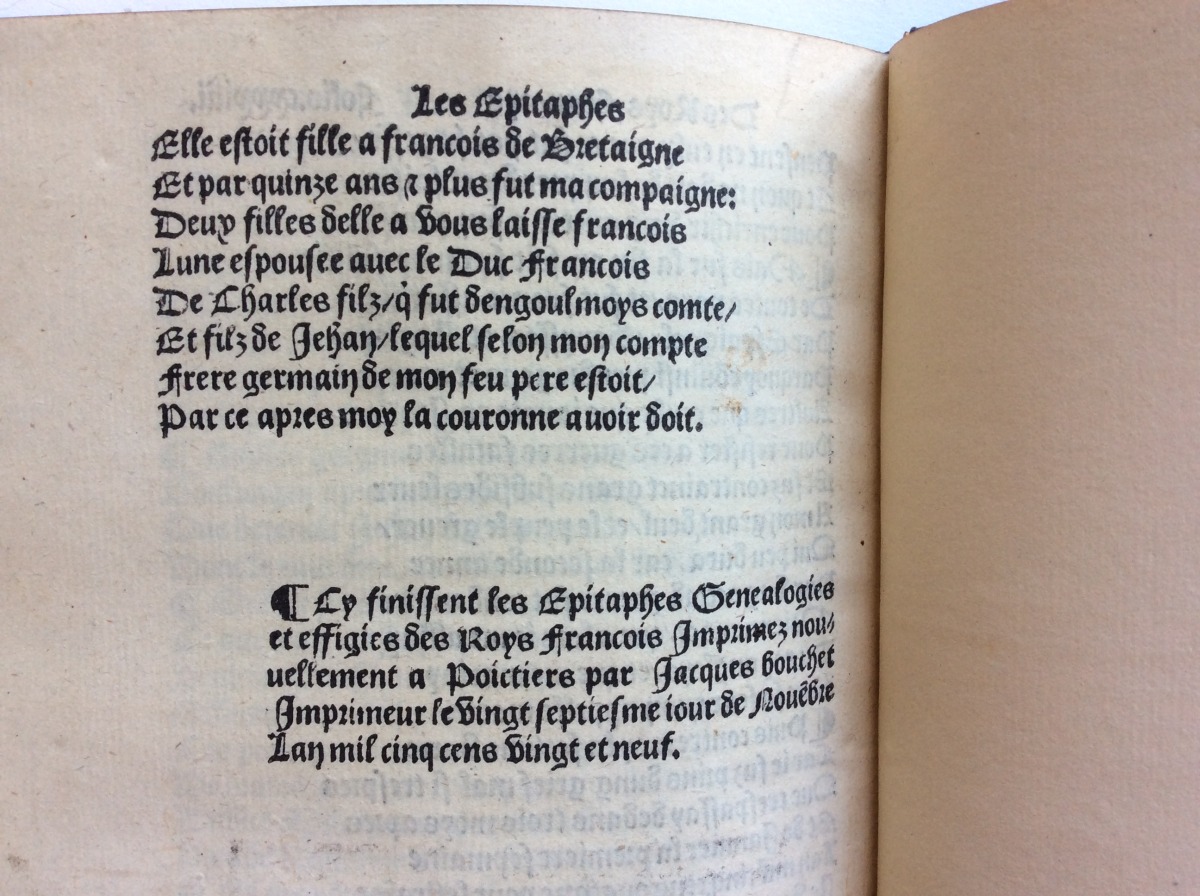 Les Epitaphes
Elle estoit fille a francois de Bretaigne
Et par quinze ans ⁊ plus fut ma compaigne:
Deux filles delle a vous laisse francois
Lune espousee auec le Duc Francois
De Charles filz/q̇ fut dengoulmoys comte/
Et filz de Jehan/lequel selon mon compte
Frere germain de mon feu pere estoit/
Par ce apres moy la couronne auoir doit.
¶ Cy finissent les Epitaphes Genealogies
et effigies des Roys Francois Imprimez nou/
uellement a Poictiers par Jacques bouchet
Imprimeur le vingt septiesme iour de Nouẽbre
Lan mil cinq cens vingt et neuf.